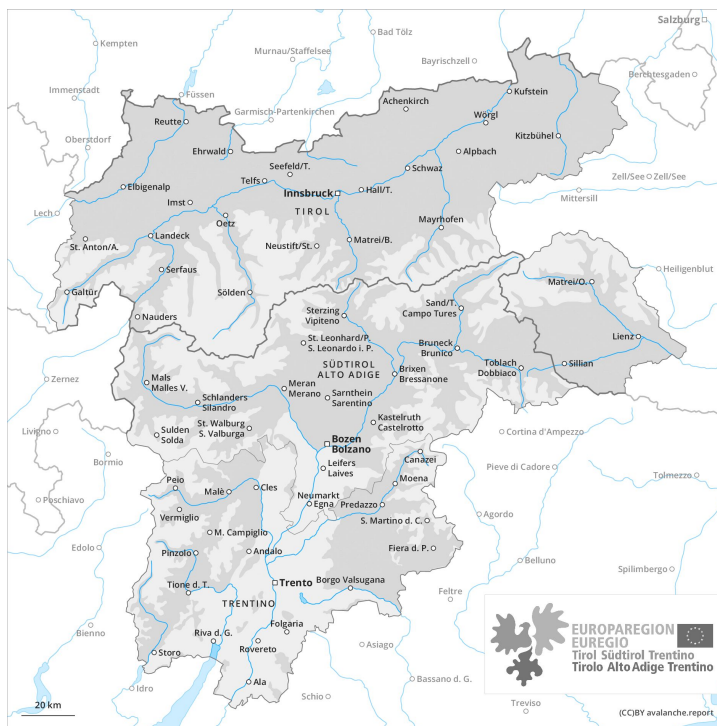 Salzburg
Kempten
Bad Tölz
Murnau/Staffelsee
Bayrischzell
Berchtesgaden
Immenstadt
Füssen
Kufstein
Achenkirch
Garmisch-Partenkirchen
Reutte
Wörgl
Oberstdorf
Kitzbühel
Ehrwald
Alpbach
Seefeld/T.
Schwaz
Telfs
Zell/See
Zell/See
Elbigenalp
Innsbruck
Hall/T.
Mittersill
Imst
TIROL
Lech
Oetz
Mayrhofen
Landeck
Matrei/B.
St. Anton/A.
Neustift/St.
Serfaus
Heiligenblut
Matrei/O.
Galtür
Sölden
Sand/T.
Campo Tures
Nauders
Sterzing
Vipiteno
Lienz
St. Leonhard/P.
S. Leonardo i. P.
Bruneck
Brunico
Toblach
Dobbiaco
Sillian
SÜDTIROL
ALTO ADIGE
Brixen
Bressanone
Zernez
Mals
Malles V.
Meran
Merano
Schlanders
Silandro
Sarnthein
Sarentino
Kastelruth
Castelrotto
St. Walburg
S. Valburga
Sulden
Solda
Livigno
Cortina d'Ampezzo
Bozen
Bolzano
Bormio
Canazei
Leifers
Laives
Pieve di Cadore
Peio
Moena
Tolmezzo
Malè
Cles
Neumarkt
Egna
Predazzo
Poschiavo
Vermiglio
Agordo
S. Martino d. C.
M. Campiglio
Edolo
Pinzolo
Andalo
Fiera d. P.
Belluno
Spilimbergo
Trento
Borgo Valsugana
Tione d. T.
Feltre
TRENTINO
Folgaria
Bienno
Riva d. G.
Rovereto
Asiago
Storo
Ala
Idro
Schio
Bassano d. G.
Treviso
EUROPAREGION
EUREGIO
Tirol Südtirol Trentino
Tirolo Alto Adige Trentino
20 km
(CC)BY avalanche.report